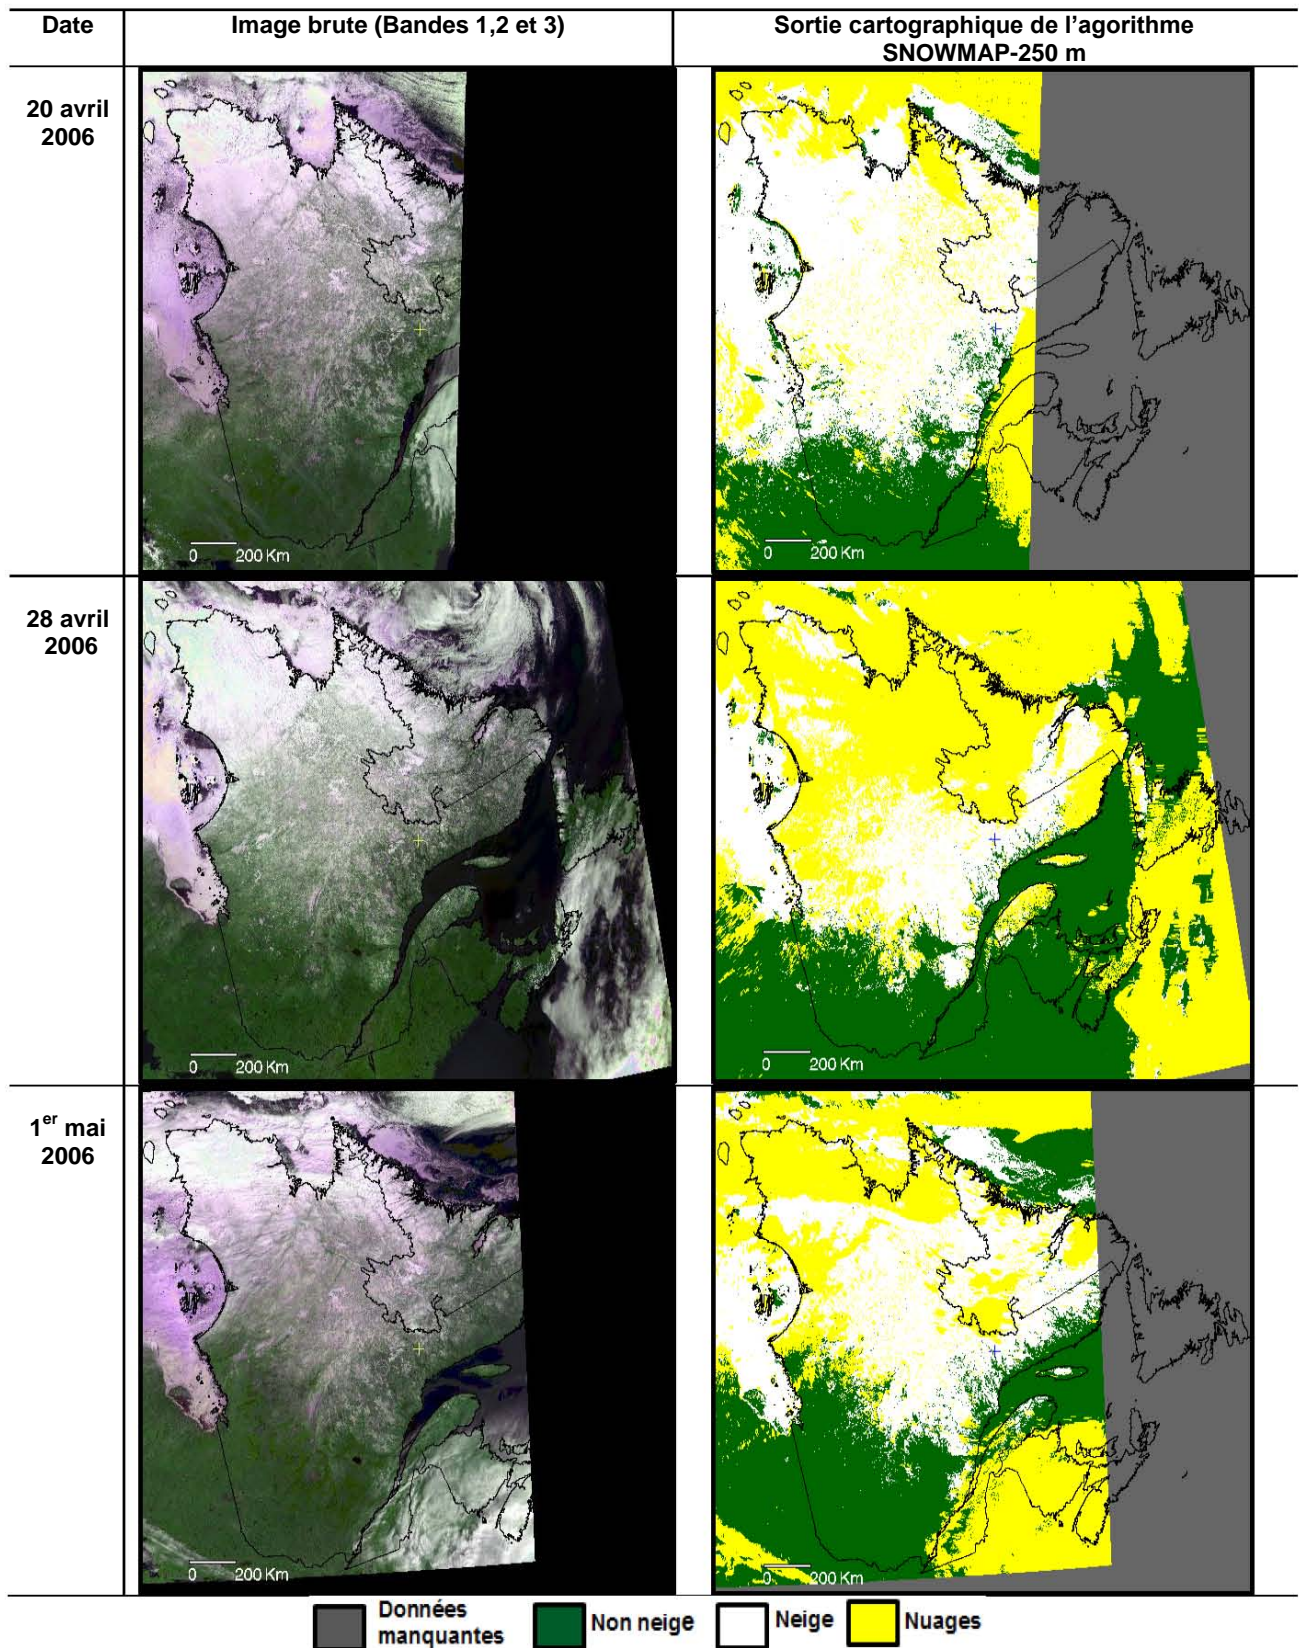 Date
Image brute (Bandes 1,2 et 3)
Sortie cartographique de l’agorithme
SNOWMAP-250 m
20 avril
2006
0 200 Km
0 200 Km
28 avril
2006
0 200 Km
0 200 Km
1er mai
2006
0 200 Km
0 200 Km
Données
manquantes
Non neige
Neige
Nuages